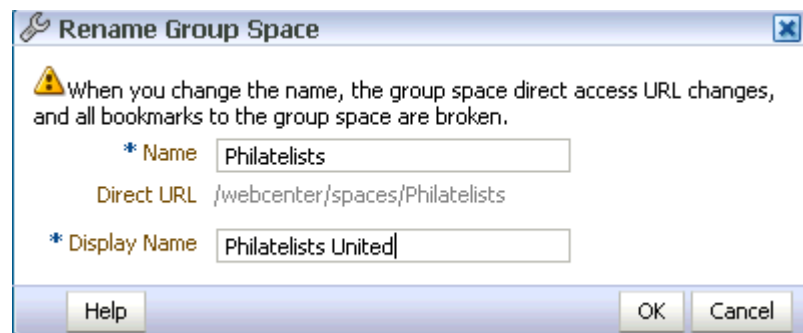 Rename Group Space
When you change the name, the group space direct access URL changes,
and all bookmarks to the group space are broken.
* Name Philatelists
Direct URL /webcenter/spaces/Philatelists
* Display Name Philatelists United
Help OK Cancel